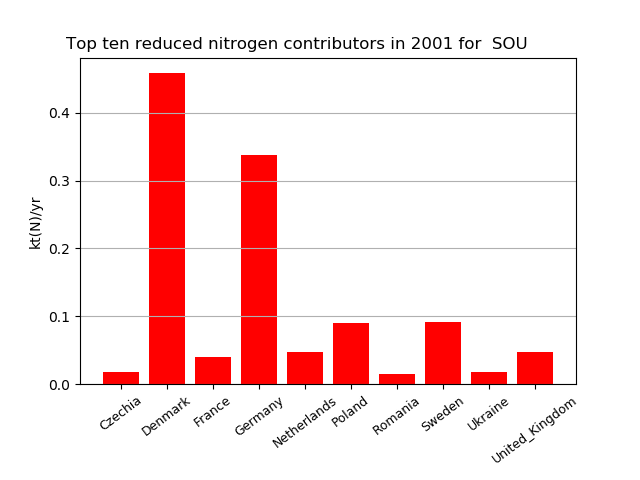 Top ten reduced nitrogen contributors in 2001 for  SOU
kt(N)/yr
0.4
0.3
0.2
0.1
0.0
Czechia
Denmark
France
Germany
Netherlands
Poland
Romania
Sweden
Ukraine
United_Kingdom